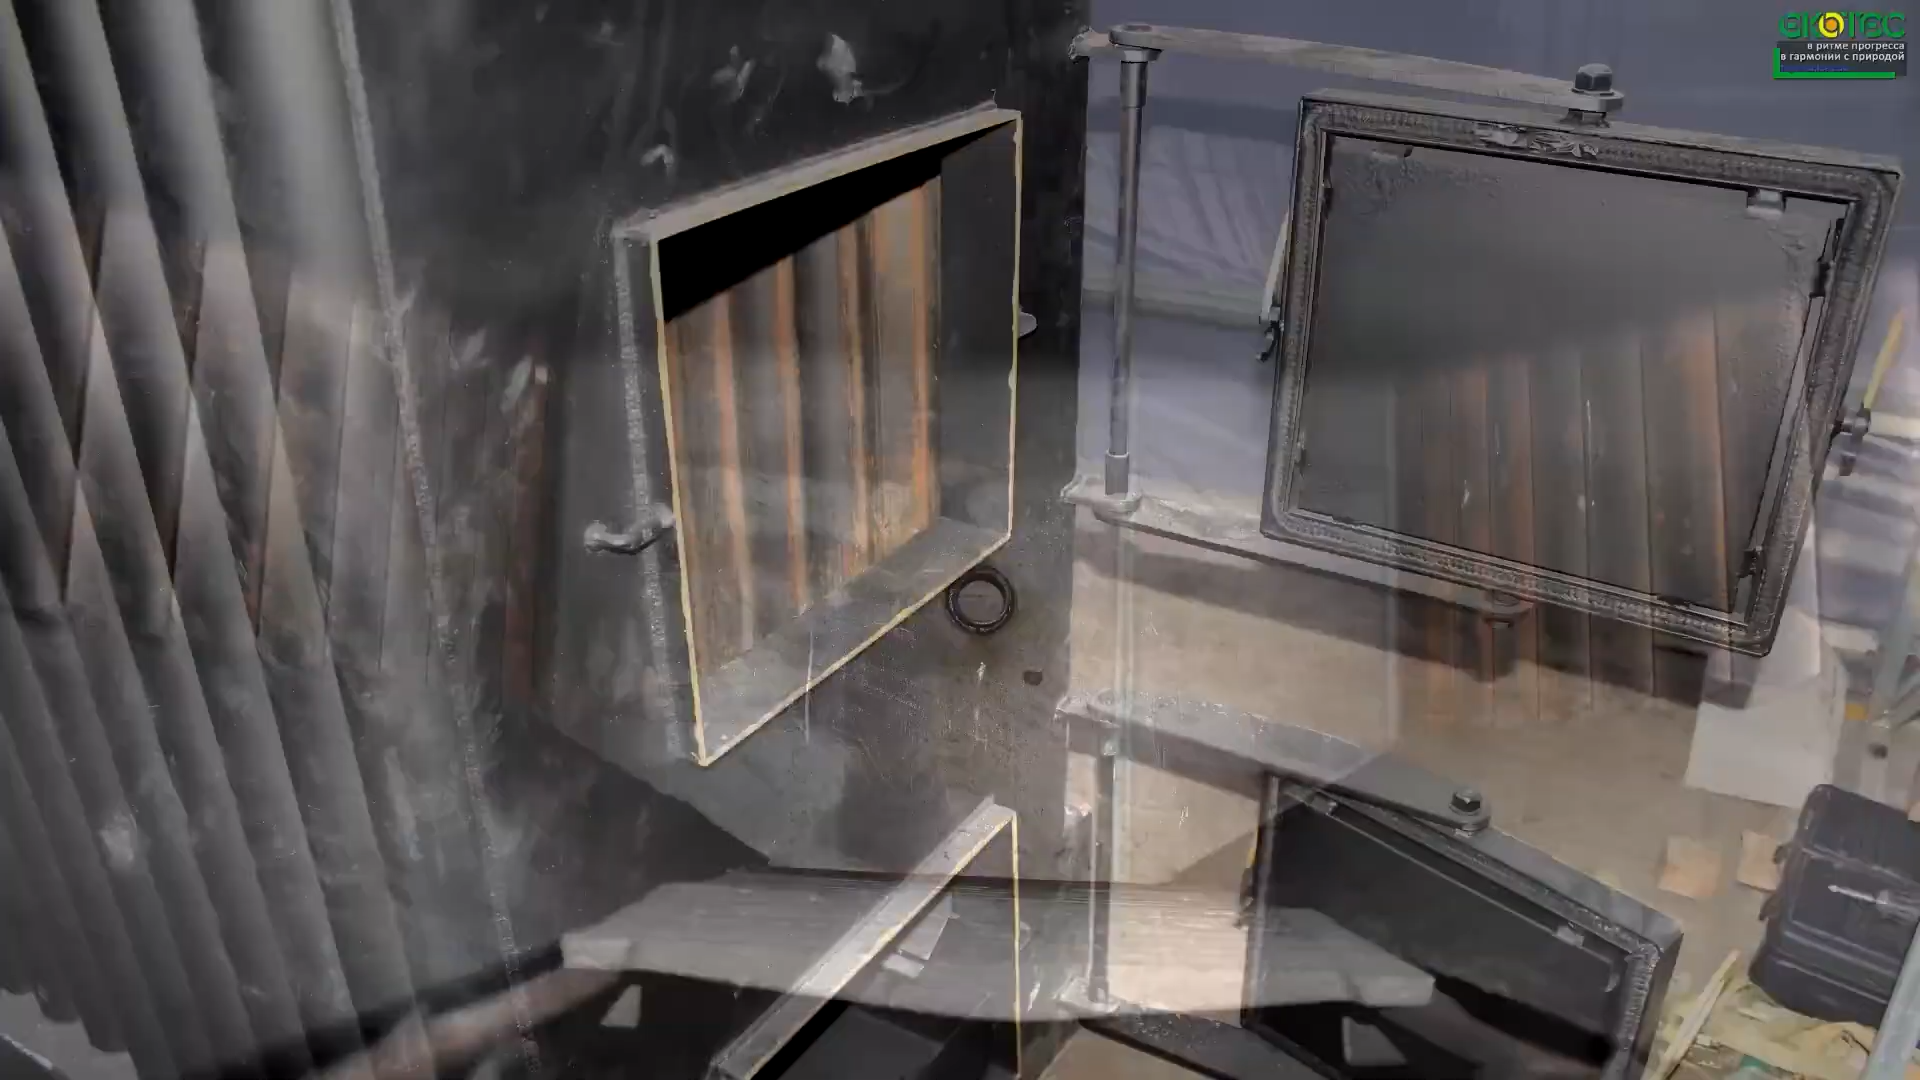 екотес
в ритме прогресса
в гармонии с природой